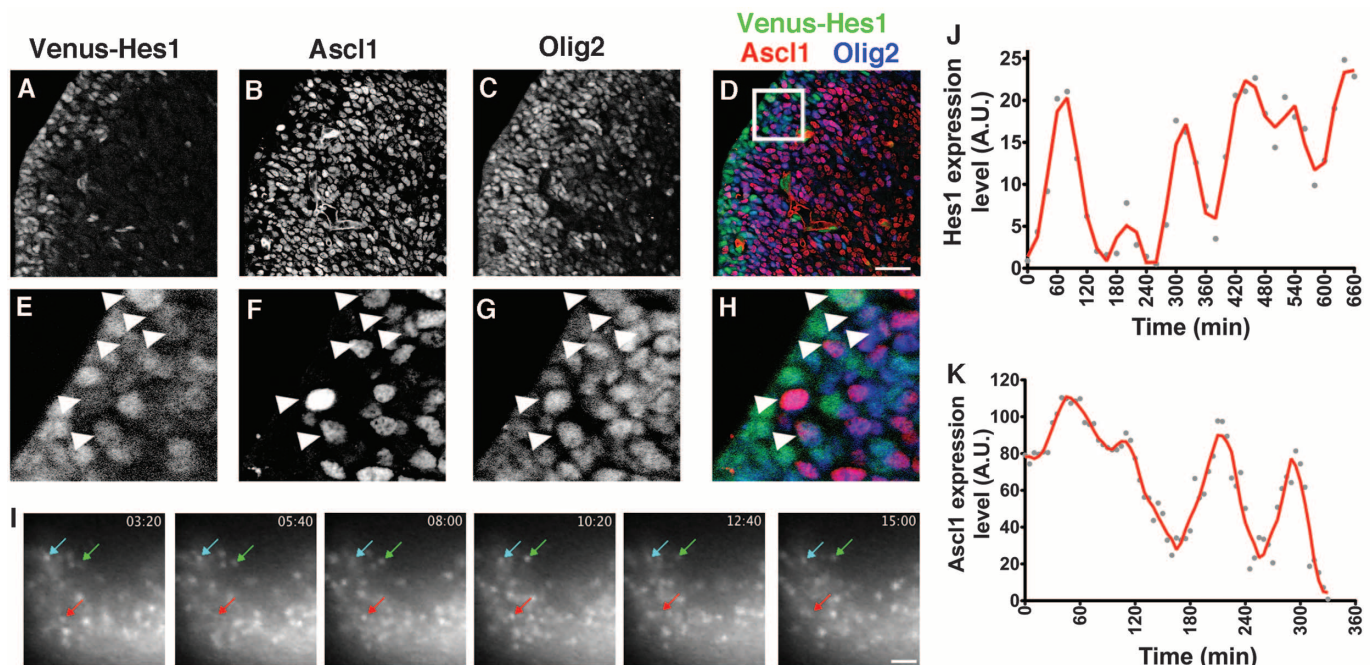 Venus-Hes1
Ascl1
Olig2
Venus-Hes1
Ascl1 Olig2
A
B
C
D
E
F
G
H
I
03:20
05:40
08:00
10:20
12:40
15:00
J
Hes1 expression
level (A.U.)
25
20
15
10
5
0
0
60
120
180
240
300
360
420
480
540
600
660
Time (min)
K
Ascl1 expression
level (A.U.)
120
100
80
60
40
20
0
0
60
120
180
240
300
360
Time (min)